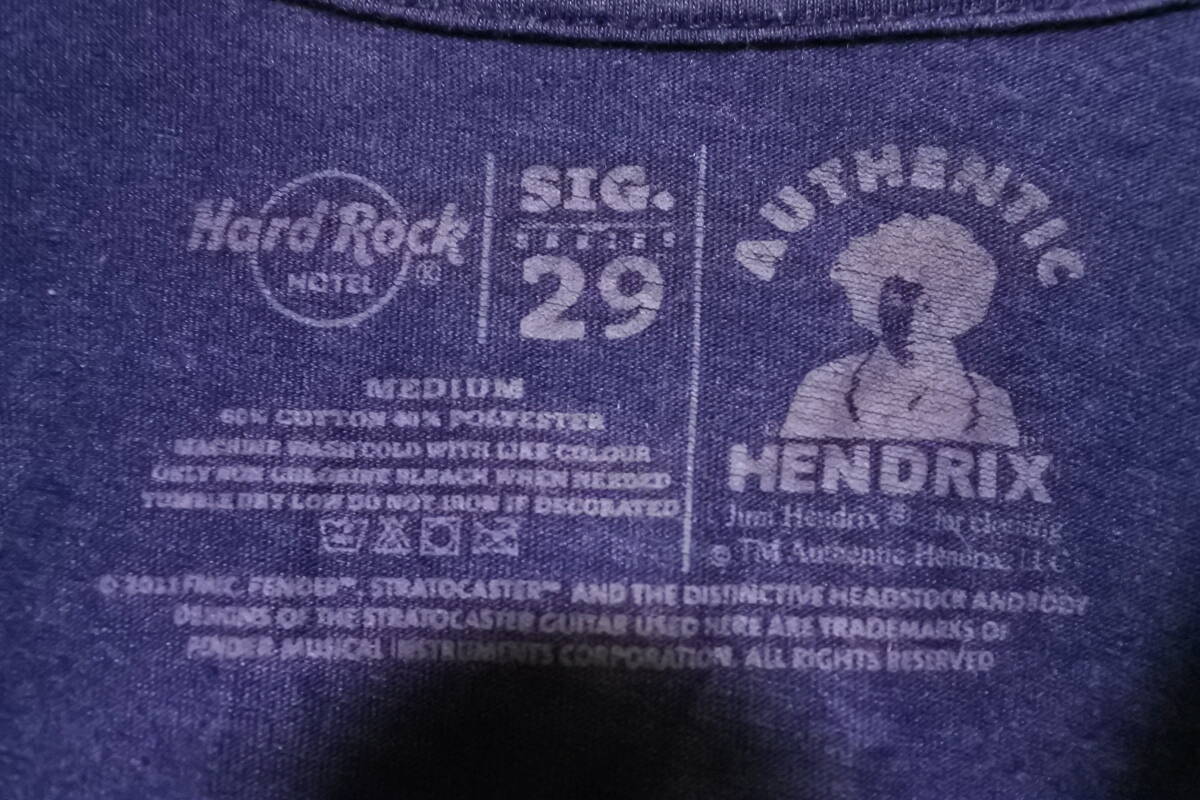 Hard Rock
HOTEL
®
SIG.
SERIES
29
AUTHENTIC
HENDRIX
MEDIUM
60% COTTON 40% POLYESTER
MACHINE WASH COLD WITH LIKE COLOUR
ONLY NON CHLORINE BLEACH WHEN NEEDED
TUMBLE DRY LOW DO NOT IRON IF DECORATED
Jimi Hendrix ® for clothing
© TM Authentic Hendrix LLC
© FMIC. FENDER™, STRATOCASTER™ AND THE DISTINCTIVE HEADSTOCK AND BODY
DESIGNS OF THE STRATOCASTER GUITAR USED HERE ARE TRADEMARKS OF
FENDER MUSICAL INSTRUMENTS CORPORATION. ALL RIGHTS RESERVED